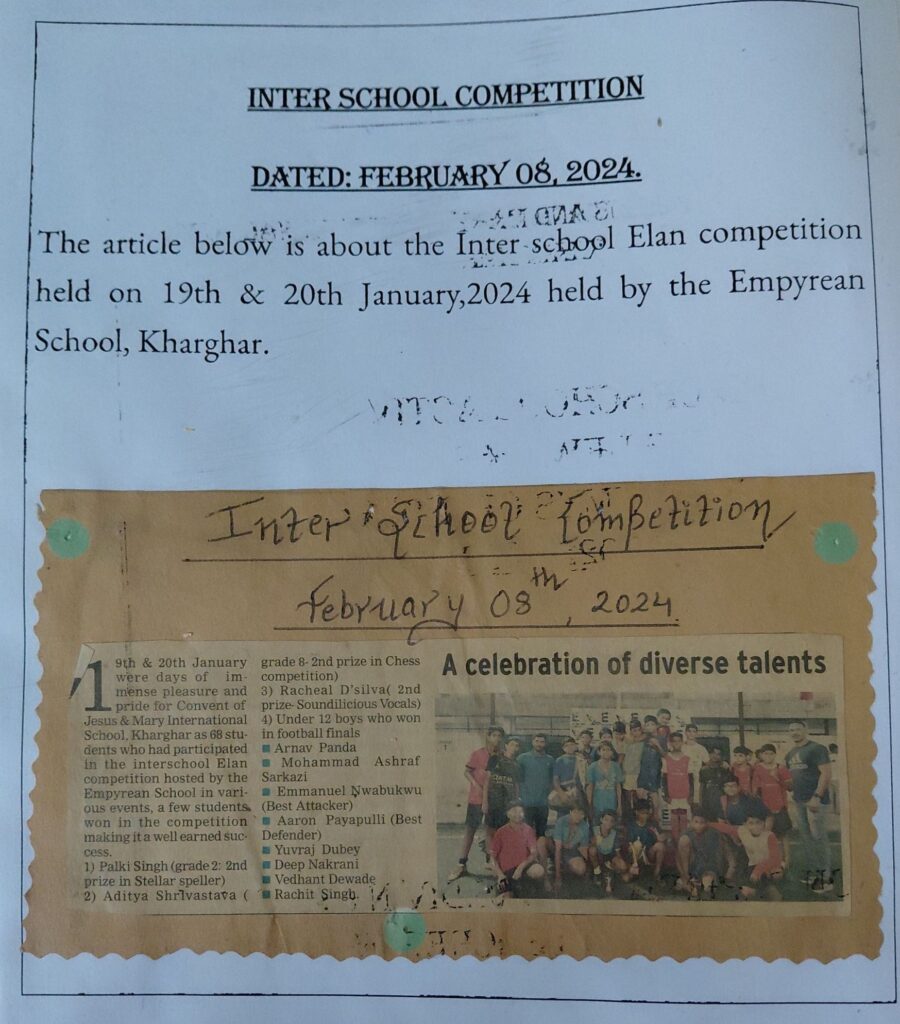 INTER SCHOOL COMPETITION
DATED: FEBRUARY 08, 2024.
The article below is about the Inter school Elan competition
held on 19th & 20th January,2024 held by the Empyrean
School, Kharghar.
Inter School Competition
February 08th, 2024
19th & 20th January
were days of im-
mense pleasure and
pride for Convent of
Jesus & Mary International
School, Kharghar as 68 stu-
dents who had participated
in the interschool Elan
competition hosted by the
Empyrean School in vari-
ous events, a few students
won in the competition
making it a well earned suc-
cess.
1) Palki Singh (grade 2: 2nd
prize in Stellar speller)
2) Aditya Shrivastava (
grade 8- 2nd prize in Chess
competition)
3) Racheal D'silva( 2nd
prize- Soundilicious Vocals)
4) Under 12 boys who won
in football finals
■ Arnav Panda
■ Mohammad Ashraf
Sarkazi
■ Emmanuel Nwabukwu
(Best Attacker)
■ Aaron Payapulli (Best
Defender)
■ Yuvraj Dubey
■ Deep Nakrani
■ Vedhant Dewade
■ Rachit Singh
A celebration of diverse talents